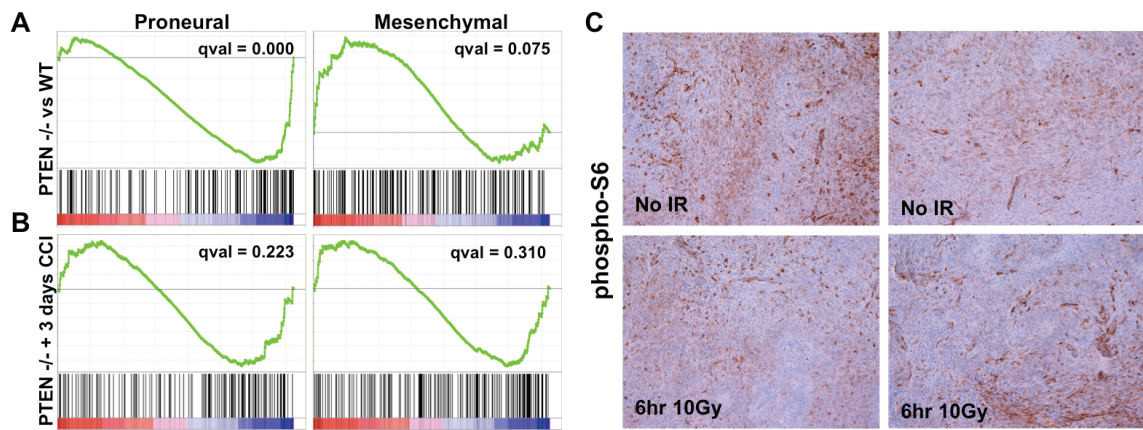 A
Proneural
Mesenchymal
C
PTEN -/- vs WT
qval = 0.000
qval = 0.075
B
PTEN -/- + 3 days CCI
qval = 0.223
qval = 0.310
phospho-S6
No IR
No IR
6hr 10Gy
6hr 10Gy